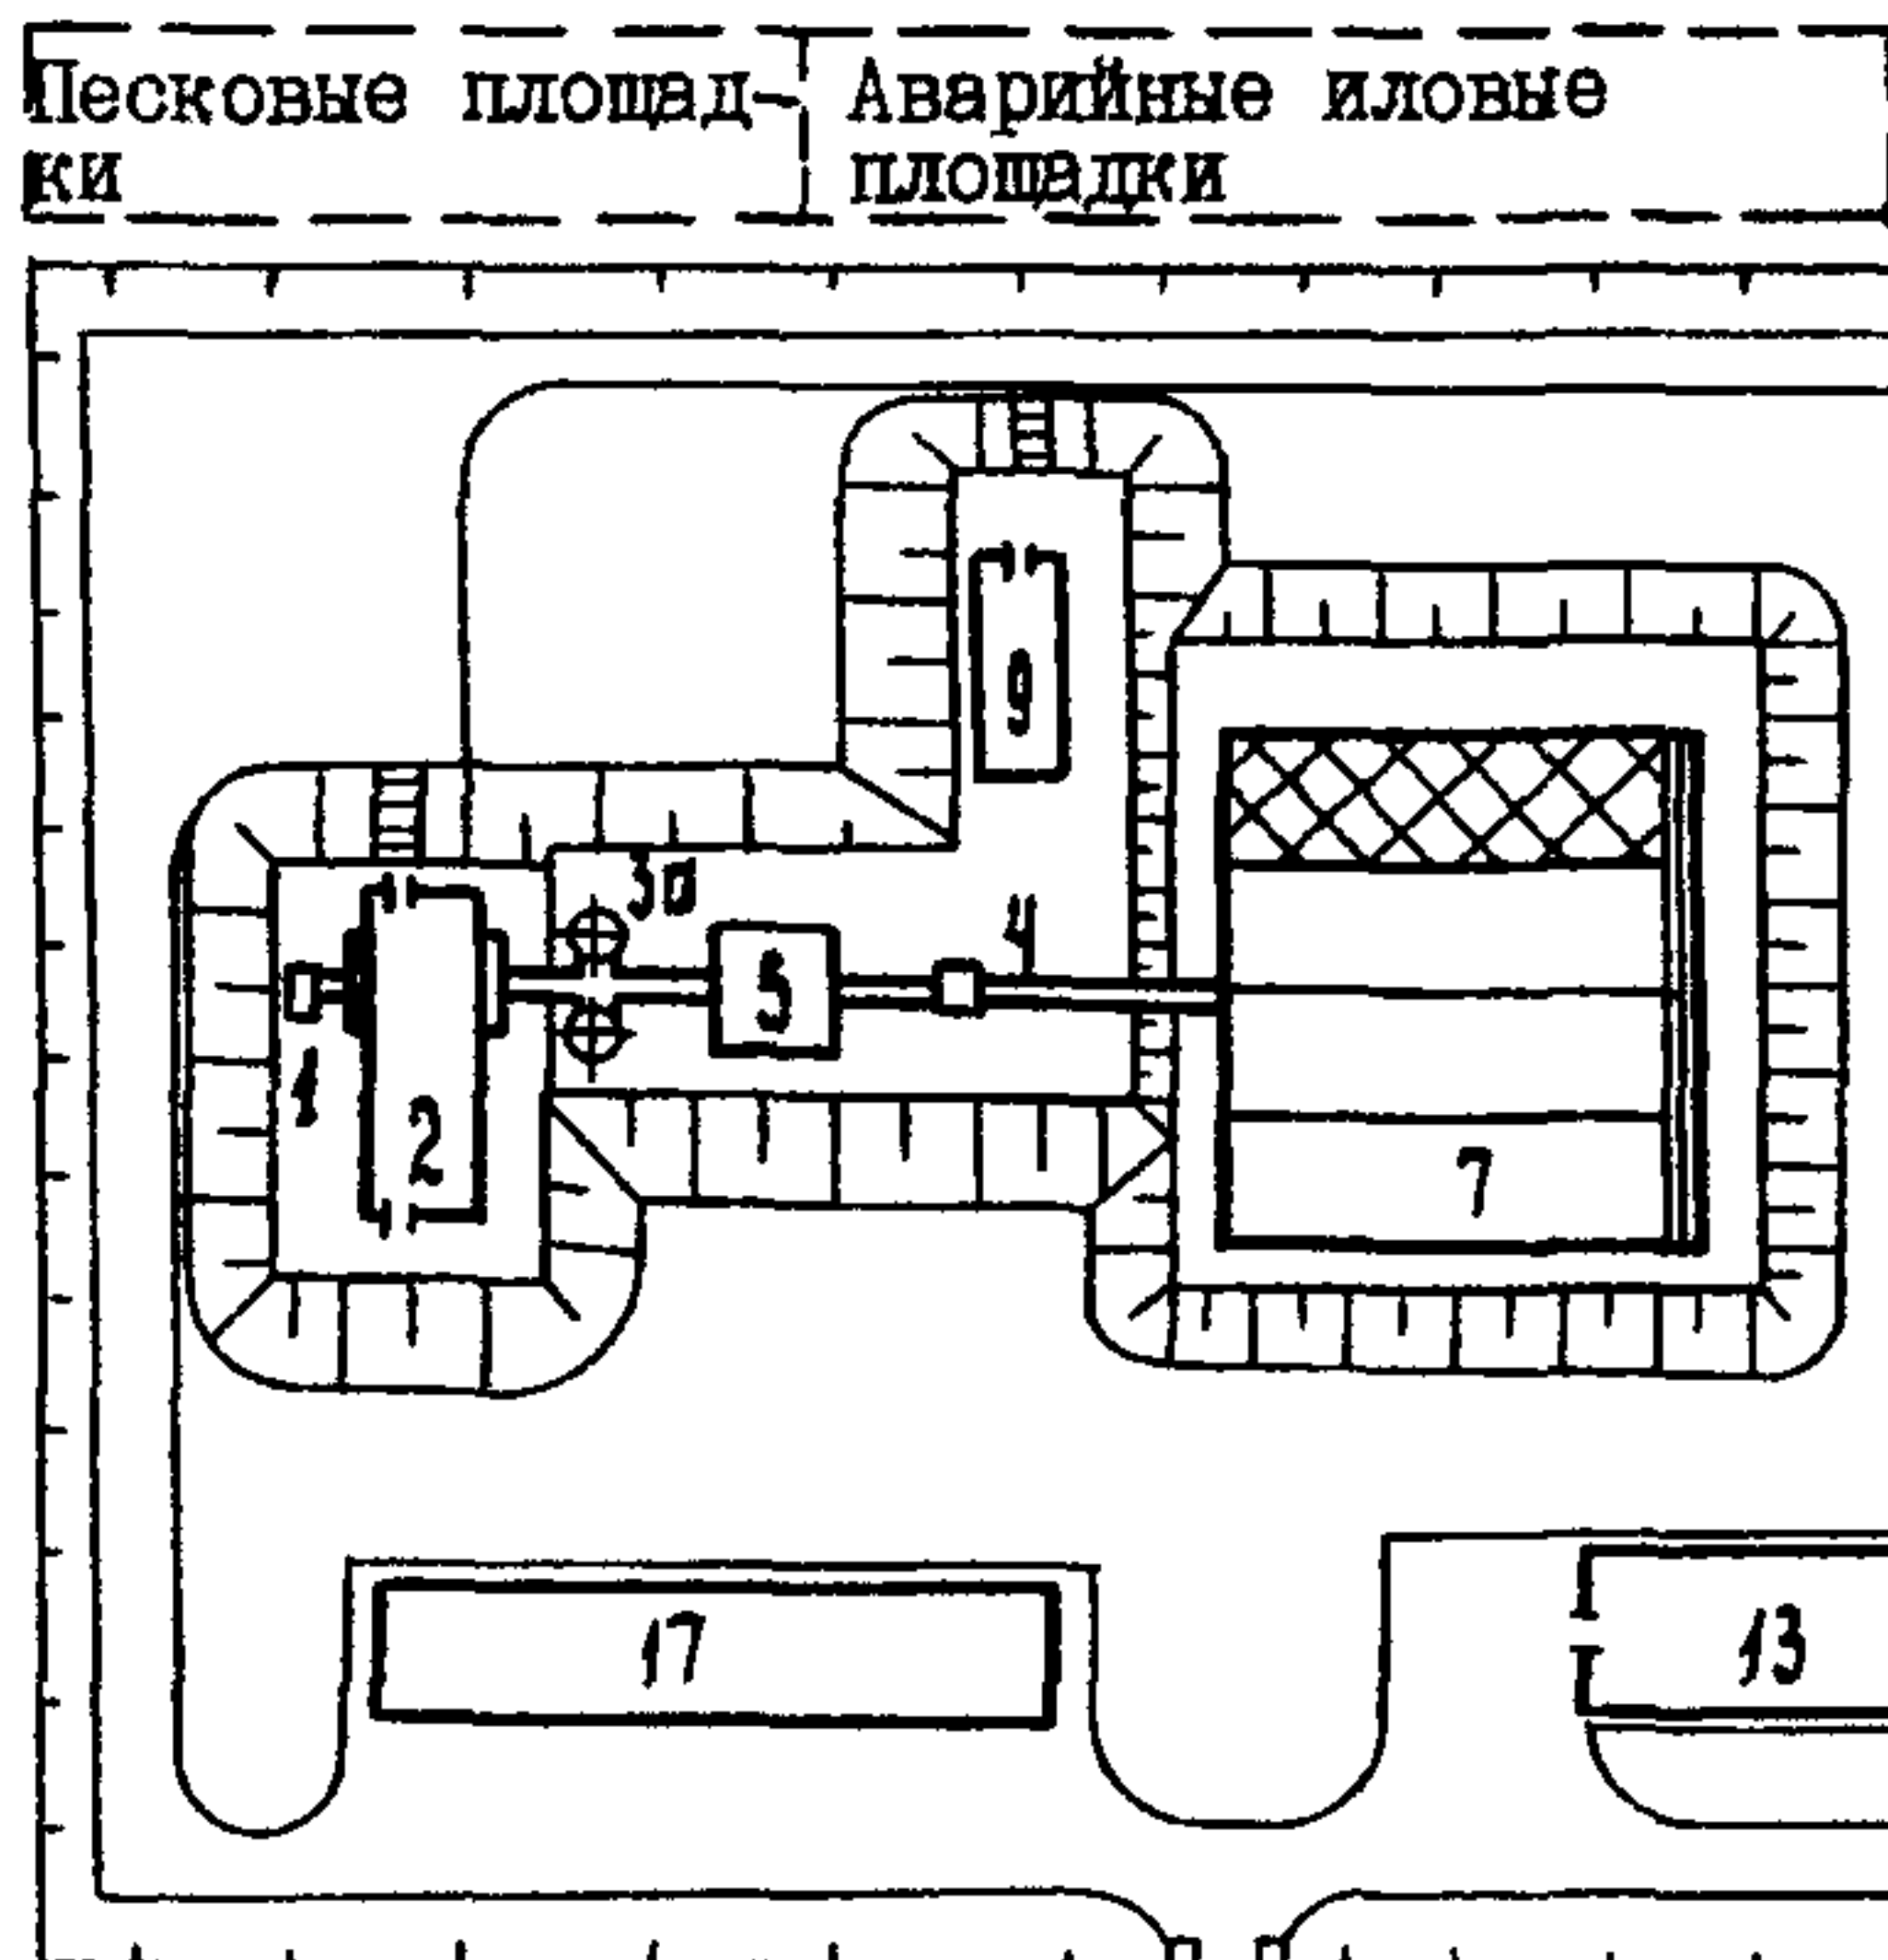 Песковые площад-
ки
Аварийные иловые
площадки
9
3а
4
5
1
2
7
17
13